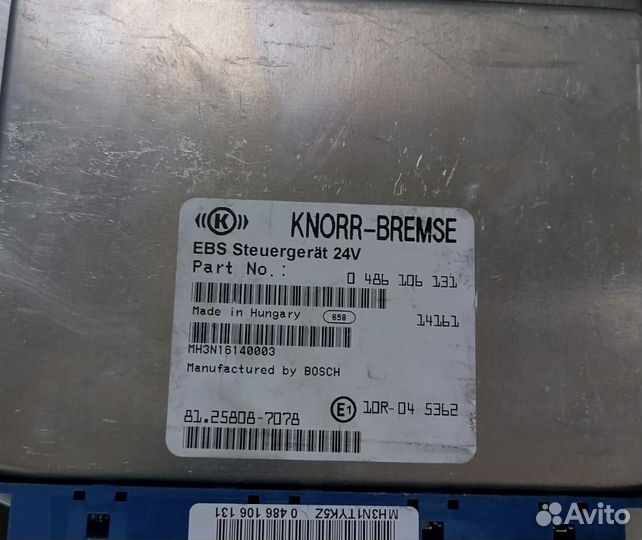 K KNORR-BREMSE
EBS Steuergerät 24V
Part No.: 0 486 106 131
Made in Hungary 658 14161
MH3N16140003
Manufactured by BOSCH
81.25808-7078 E1 10R-04 5362
MH3N1TYK5Z
0 486 106 131
Avito